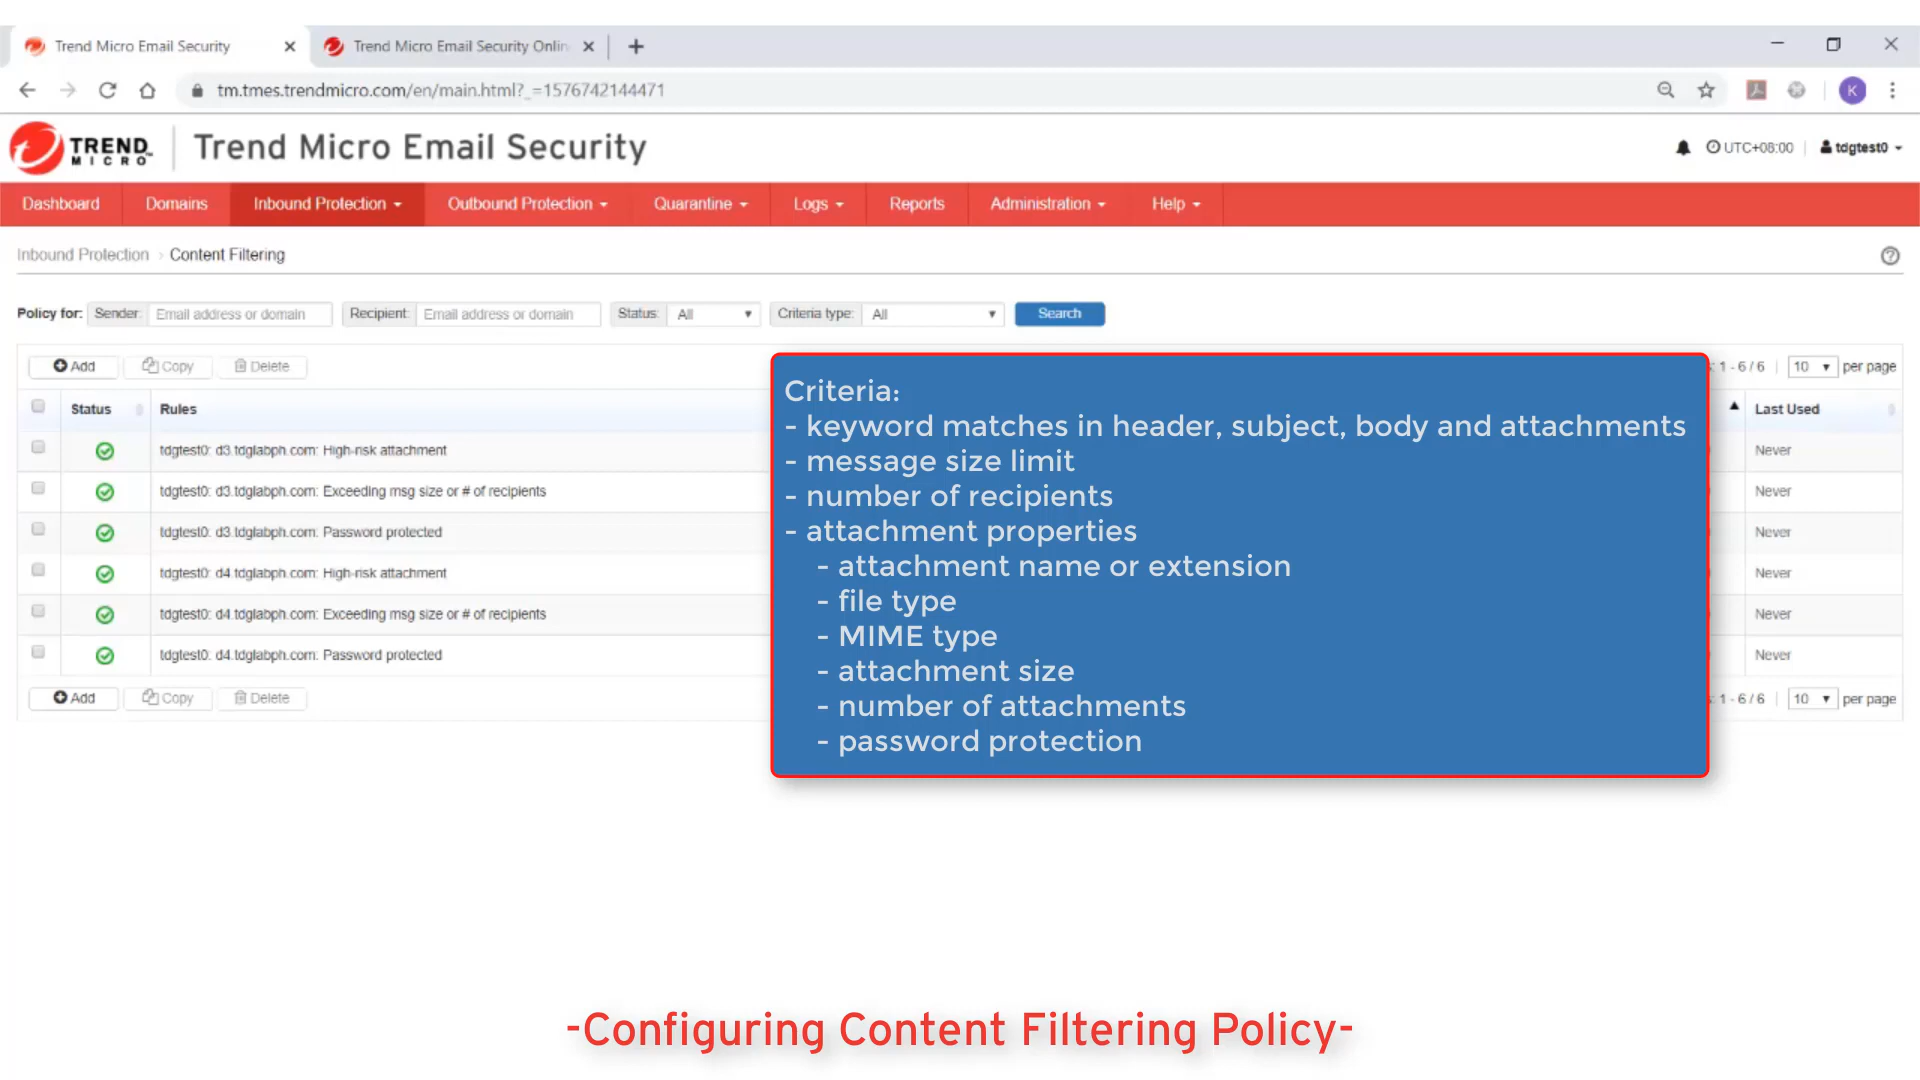 Trend Micro Email Security
Trend Micro Email Security Onlin
tm.tmes.trendmicro.com/en/main.html?_=1576742144471
K
TREND MICRO™
Trend Micro Email Security
UTC+08:00
tdgtest0
Dashboard
Domains
Inbound Protection
Outbound Protection
Quarantine
Logs
Reports
Administration
Help
Inbound Protection > Content Filtering
Policy for: Sender: Email address or domain Recipient: Email address or domain Status: All Criteria type: All Search
Add Copy Delete
: 1 - 6 / 6 | 10 per page
Status Rules Last Used
tdgtest0: d3.tdglabph.com: High-risk attachment Never
tdgtest0: d3.tdglabph.com: Exceeding msg size or # of recipients Never
tdgtest0: d3.tdglabph.com: Password protected Never
tdgtest0: d4.tdglabph.com: High-risk attachment Never
tdgtest0: d4.tdglabph.com: Exceeding msg size or # of recipients Never
tdgtest0: d4.tdglabph.com: Password protected Never
Add Copy Delete
: 1 - 6 / 6 | 10 per page
Criteria:
- keyword matches in header, subject, body and attachments
- message size limit
- number of recipients
- attachment properties
- attachment name or extension
- file type
- MIME type
- attachment size
- number of attachments
- password protection
-Configuring Content Filtering Policy-